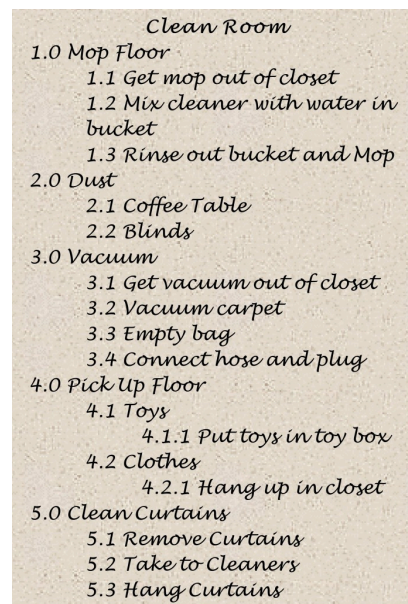 Clean Room
1.0 Mop Floor
1.1 Get mop out of closet
1.2 Mix cleaner with water in
bucket
1.3 Rinse out bucket and Mop
2.0 Dust
2.1 Coffee Table
2.2 Blinds
3.0 Vacuum
3.1 Get vacuum out of closet
3.2 Vacuum carpet
3.3 Empty bag
3.4 Connect hose and plug
4.0 Pick Up Floor
4.1 Toys
4.1.1 Put toys in toy box
4.2 Clothes
4.2.1 Hang up in closet
5.0 Clean Curtains
5.1 Remove Curtains
5.2 Take to Cleaners
5.3 Hang Curtains